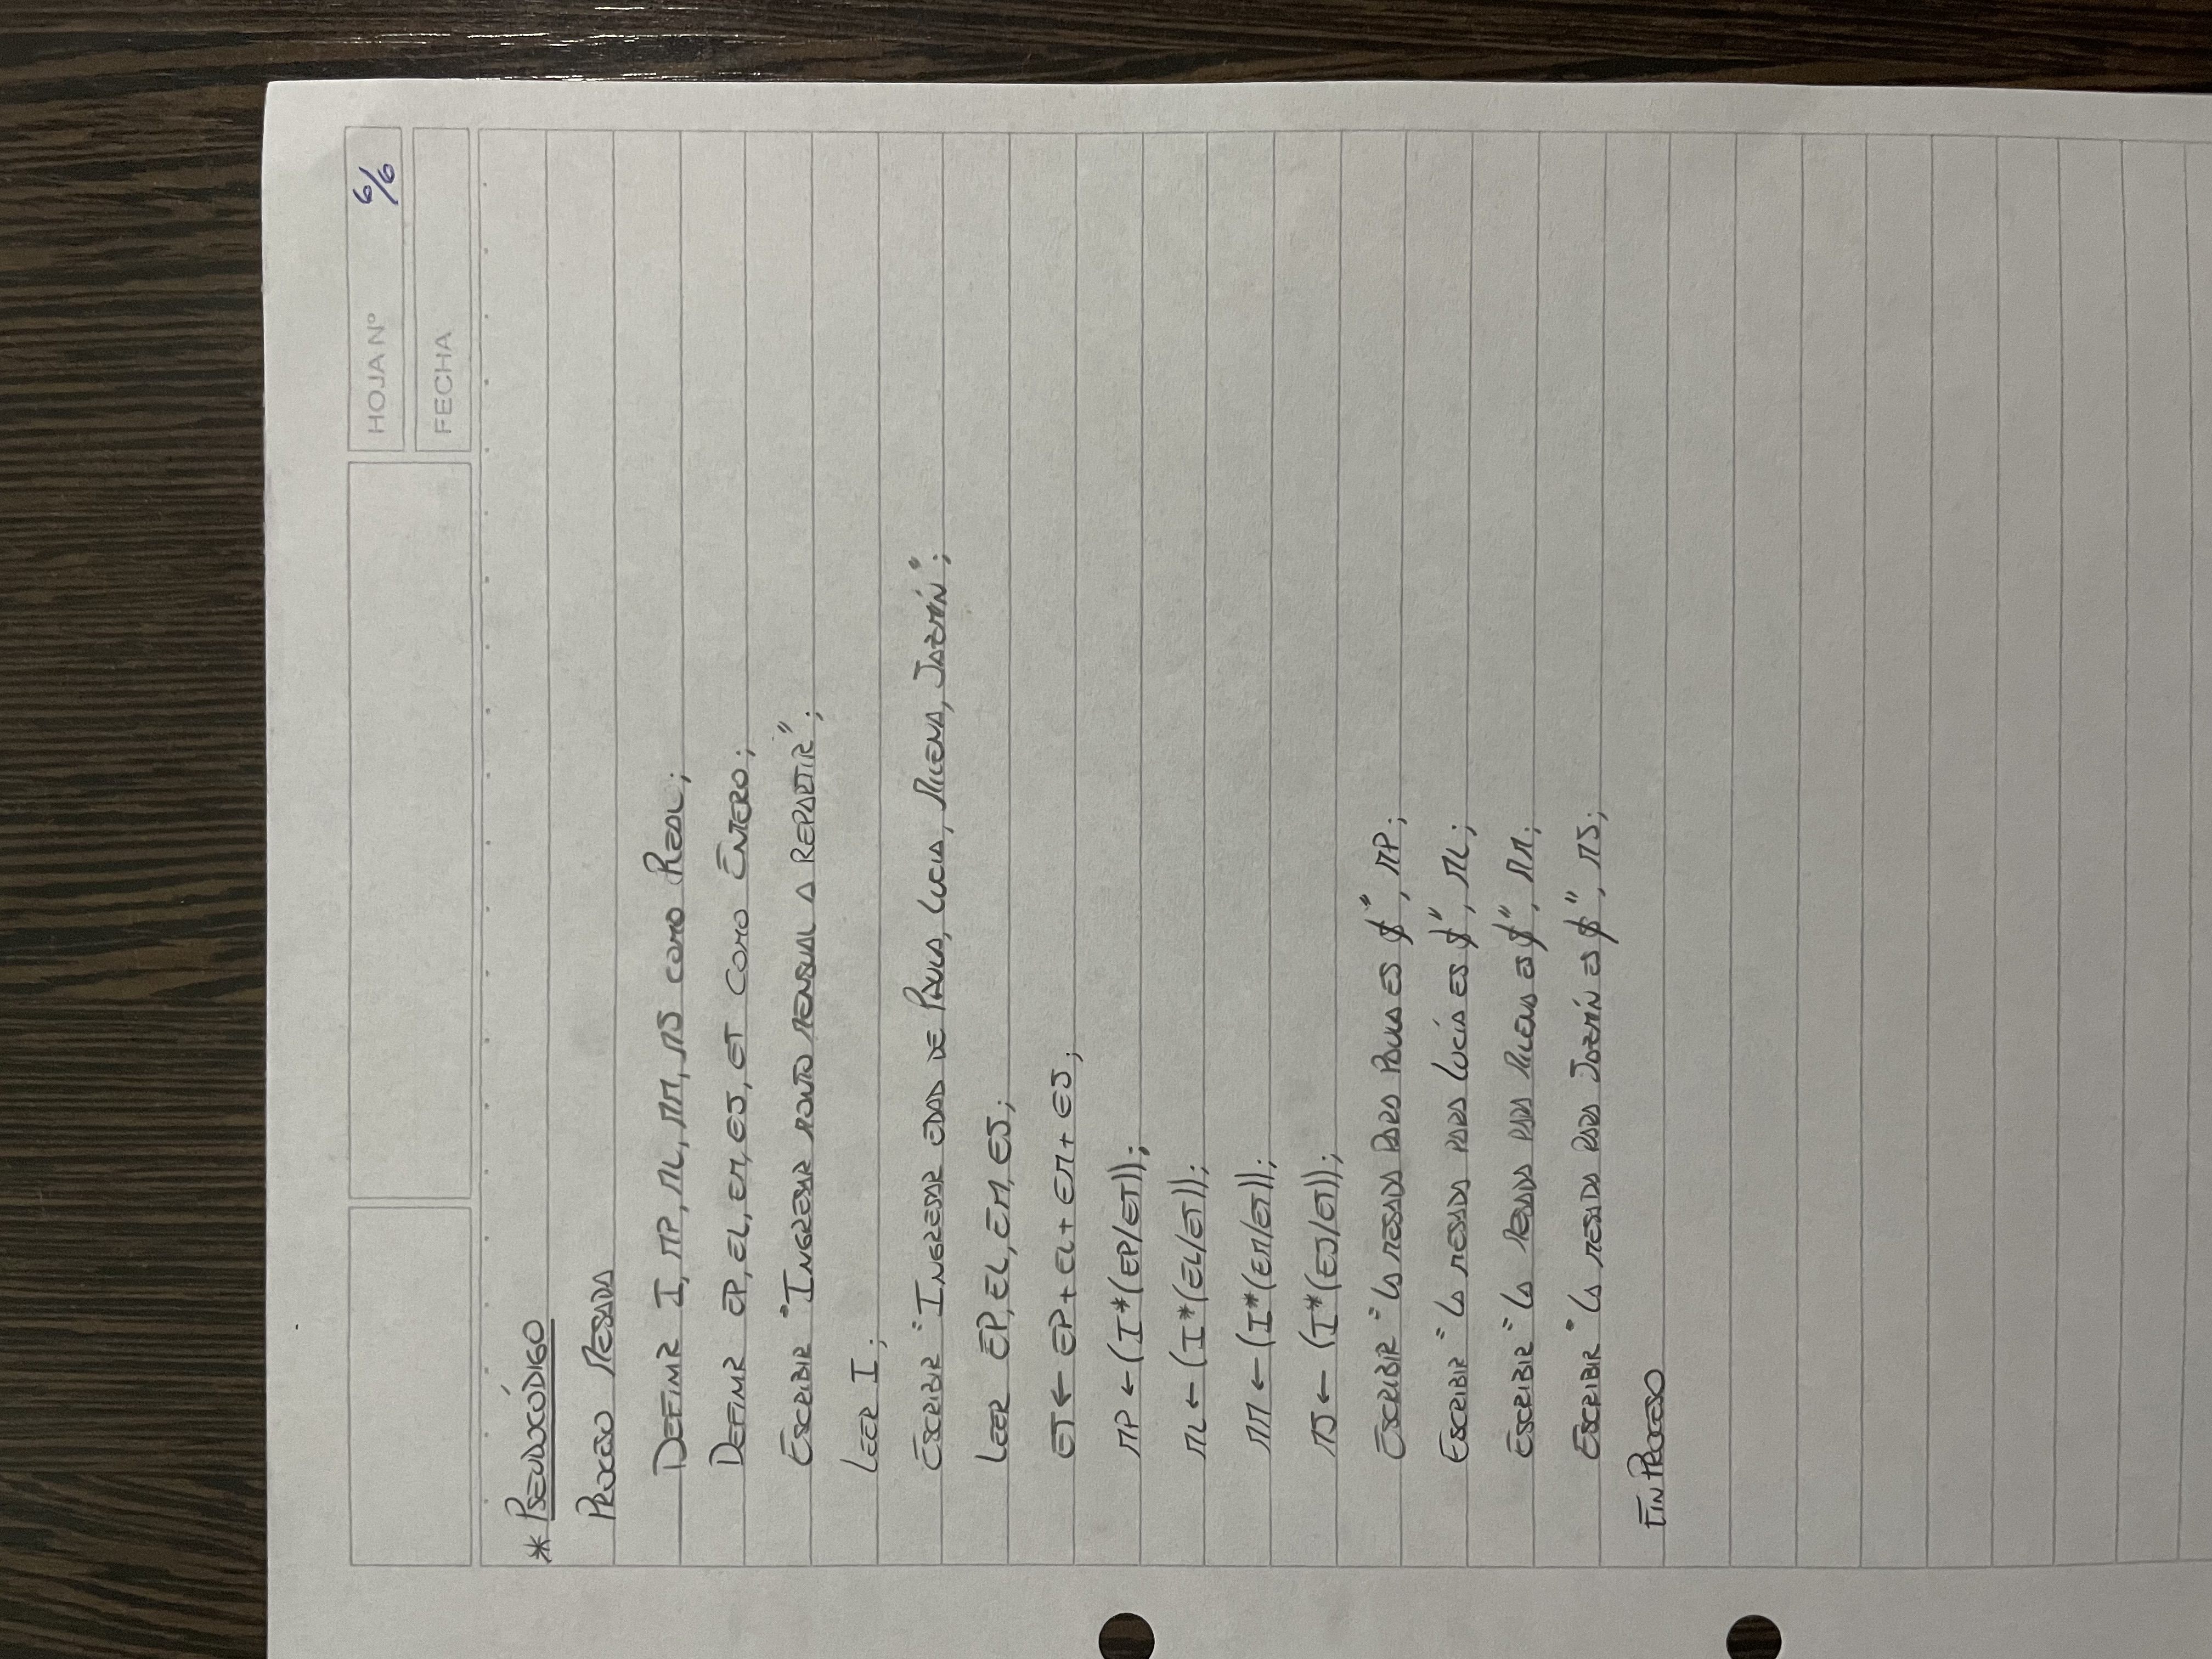 HOJA Nº 6/6
FECHA
* PSEUDOCÓDIGO
PROCESO MESADA
DEFINIR I, MP, ML, MM, MJ COMO REAL;
DEFINIR EP, EL, EM, EJ, ET COMO ENTERO;
ESCRIBIR "INGRESAR MONTO MENSUAL A REPARTIR";
LEER I;
ESCRIBIR "INGRESAR EDAD DE PAULA, LUCIA, MILENA, JAZMÍN";
LEER EP, EL, EM, EJ;
ET ← EP + EL + EM + EJ;
MP ← (I*(EP/ET));
ML ← (I*(EL/ET));
MM ← (I*(EM/ET));
MJ ← (I*(EJ/ET));
ESCRIBIR "LA MESADA PARA PAULA ES $", MP;
ESCRIBIR "LA MESADA PARA LUCÍA ES $", ML;
ESCRIBIR "LA MESADA PARA MILENA ES $", MM;
ESCRIBIR "LA MESADA PARA JAZMÍN ES $", MJ;
FINPROCESO